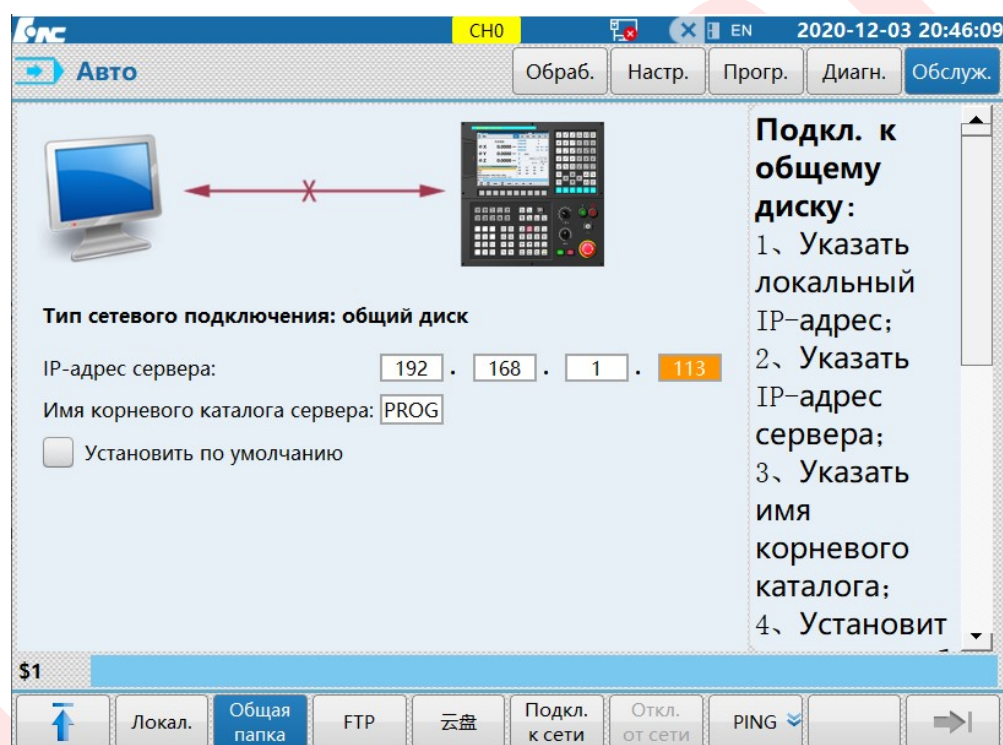 CH0 EN 2020-12-03 20:46:09
Авто Обраб. Настр. Прогр. Диагн. Обслуж.
Подкл. к
общему
диску:
1、Указать
локальный
IP-адрес;
2、Указать
IP-адрес
сервера;
3、Указать
имя
корневого
каталога;
4、Установит
Тип сетевого подключения: общий диск
IP-адрес сервера: 192 . 168 . 1 . 113
Имя корневого каталога сервера: PROG
Установить по умолчанию
$1
Локал. Общая папка FTP 云盘 Подкл. к сети Откл. от сети PING